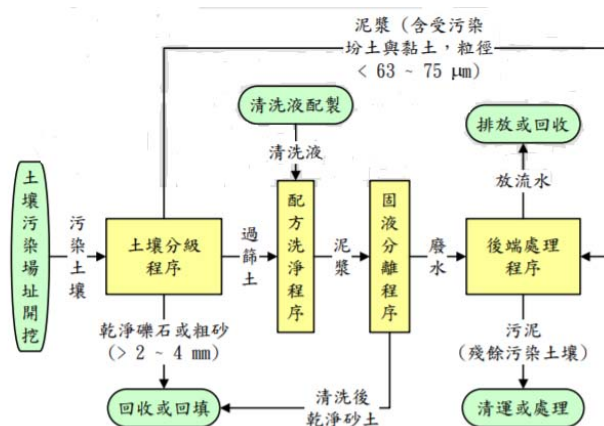 泥漿（含受污染
坋土與黏土，粒徑
< 63 ~ 75 μm)
清洗液配製
排放或回收
清洗液
放流水
土壤污染場址開挖
污染土壤
土壤分級
程序
過篩土
配方洗淨程序
泥漿
固液分離程序
廢水
後端處理
程序
乾淨礫石或粗砂
(> 2 ~ 4 mm)
污泥
(殘餘污染土壤)
回收或回填
清洗後
乾淨砂土
清運或處理